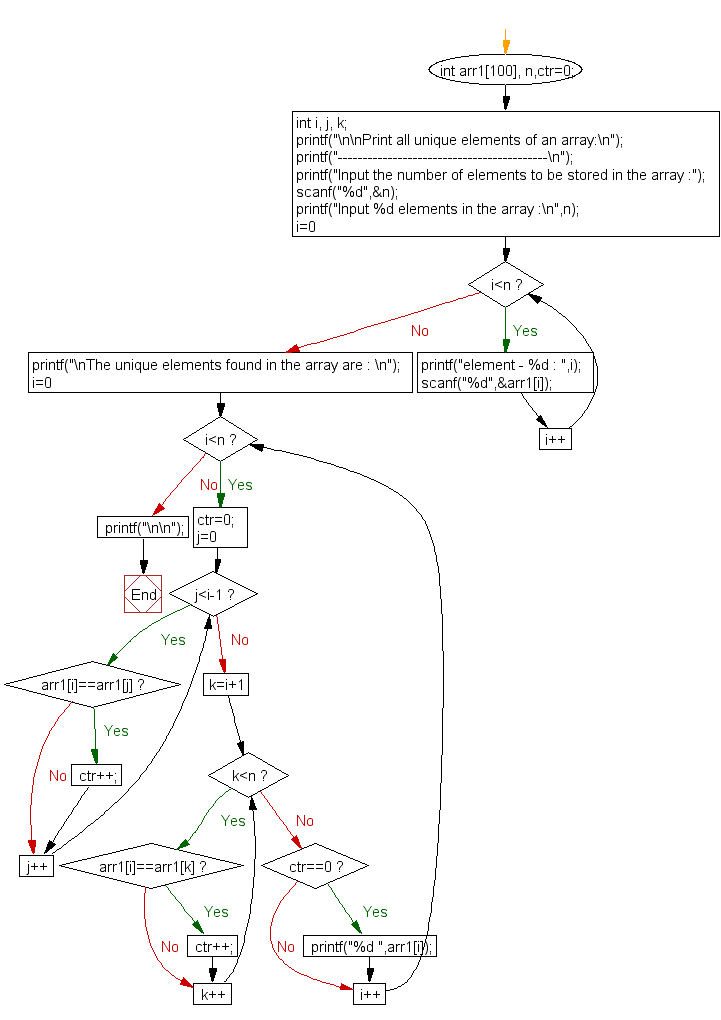 int arr1[100], n,ctr=0;
int i, j, k;
printf("\n\nPrint all unique elements of an array:\n");
printf("------------------------------------------\n");
printf("Input the number of elements to be stored in the array :");
scanf("%d",&n);
printf("Input %d elements in the array :\n",n);
i=0
i<n ?
No
Yes
printf("\nThe unique elements found in the array are : \n");
i=0
printf("element - %d : ",i);
scanf("%d",&arr1[i]);
i++
i<n ?
No
Yes
printf("\n\n");
ctr=0;
j=0
End
j<i-1 ?
Yes
No
arr1[i]==arr1[j] ?
k=i+1
Yes
No
ctr++;
k<n ?
Yes
No
j++
arr1[i]==arr1[k] ?
ctr==0 ?
Yes
Yes
No
ctr++;
No
printf("%d ",arr1[i]);
k++
i++